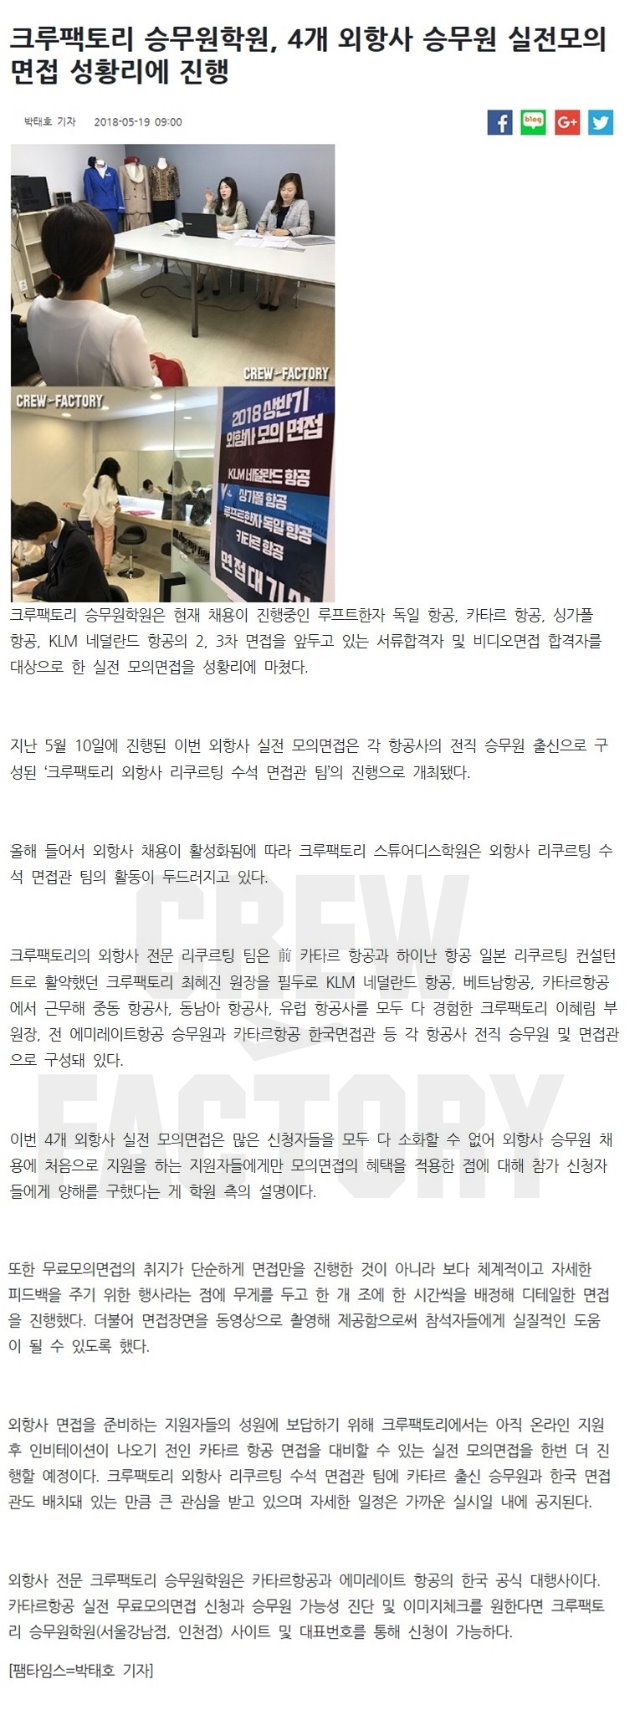 크루팩토리 승무원학원, 4개 외항사 승무원 실전모의
면접 성황리에 진행
박태호 기자 2018-05-19 09:00
f
blog
G+
CREW-FACTORY
CREW-FACTORY
2018 상반기
외항사 모의 면접
KLM 네덜란드 항공
싱가폴 항공
루프트한자 독일 항공
카타르 항공
면접대기실
크루팩토리 승무원학원은 현재 채용이 진행중인 루프트한자 독일 항공, 카타르 항공, 싱가폴
항공, KLM 네덜란드 항공의 2, 3차 면접을 앞두고 있는 서류합격자 및 비디오면접 합격자를
대상으로 한 실전 모의면접을 성황리에 마쳤다.
지난 5월 10일에 진행된 이번 외항사 실전 모의면접은 각 항공사의 전직 승무원 출신으로 구
성된 ‘크루팩토리 외항사 리쿠르팅 수석 면접관 팀’의 진행으로 개최됐다.
올해 들어서 외항사 채용이 활성화됨에 따라 크루팩토리 스튜어디스학원은 외항사 리쿠르팅 수
석 면접관 팀의 활동이 두드러지고 있다.
CREW
크루팩토리의 외항사 전문 리쿠르팅 팀은 前 카타르 항공과 하이난 항공 일본 리쿠르팅 컨설턴
트로 활약했던 크루팩토리 최혜진 원장을 필두로 KLM 네덜란드 항공, 베트남항공, 카타르항공
에서 근무해 중동 항공사, 동남아 항공사, 유럽 항공사를 모두 다 경험한 크루팩토리 이혜림 부
원장, 전 에미레이트항공 승무원과 카타르항공 한국면접관 등 각 항공사 전직 승무원 및 면접관
으로 구성돼 있다.
FACTORY
이번 4개 외항사 실전 모의면접은 많은 신청자들을 모두 다 소화할 수 없어 외항사 승무원 채
용에 처음으로 지원을 하는 지원자들에게만 모의면접의 혜택을 적용한 점에 대해 참가 신청자
들에게 양해를 구했다는 게 학원 측의 설명이다.
또한 무료모의면접의 취지가 단순하게 면접만을 진행한 것이 아니라 보다 체계적이고 자세한
피드백을 주기 위한 행사라는 점에 무게를 두고 한 개 조에 한 시간씩을 배정해 디테일한 면접
을 진행했다. 더불어 면접장면을 동영상으로 촬영해 제공함으로써 참석자들에게 실질적인 도움
이 될 수 있도록 했다.
외항사 면접을 준비하는 지원자들의 성원에 보답하기 위해 크루팩토리에서는 아직 온라인 지원
후 인비테이션이 나오기 전인 카타르 항공 면접을 대비할 수 있는 실전 모의면접을 한번 더 진
행할 예정이다. 크루팩토리 외항사 리쿠르팅 수석 면접관 팀에 카타르 출신 승무원과 한국 면접
관도 배치돼 있는 만큼 큰 관심을 받고 있으며 자세한 일정은 가까운 실시일 내에 공지된다.
외항사 전문 크루팩토리 승무원학원은 카타르항공과 에미레이트 항공의 한국 공식 대행사이다.
카타르항공 실전 무료모의면접 신청과 승무원 가능성 진단 및 이미지체크를 원한다면 크루팩토
리 승무원학원(서울강남점, 인천점) 사이트 및 대표번호를 통해 신청이 가능하다.
[팸타임스=박태호 기자]